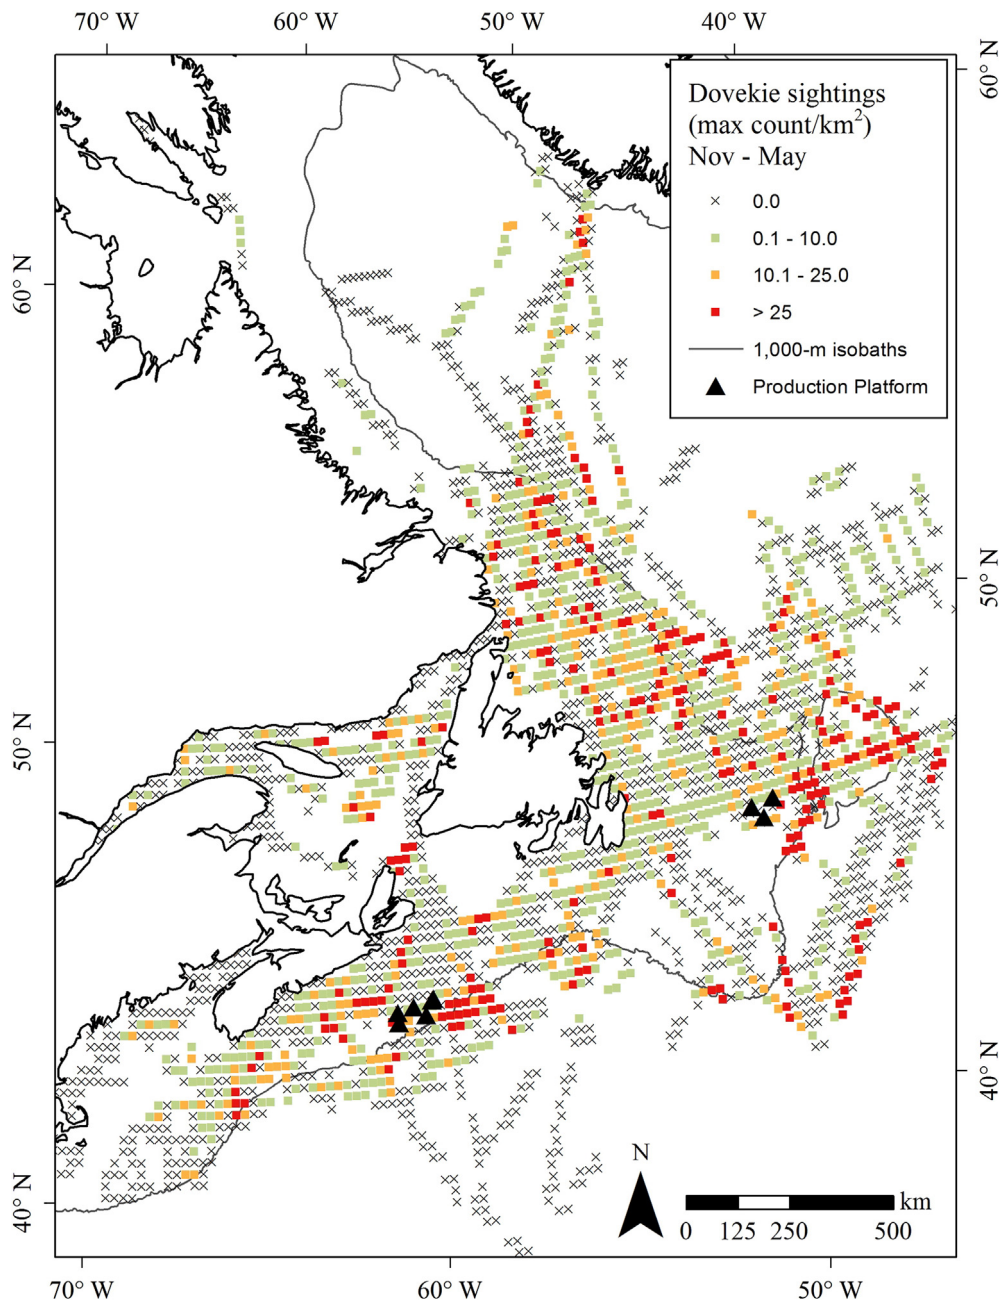 70° W 60° W 50° W 40° W
60° N
Dovekie sightings
(max count/km²)
Nov - May
0.0
0.1 - 10.0
10.1 - 25.0
> 25
1,000-m isobaths
Production Platform
60° N
50° N
50° N
40° N
40° N
N
km
0 125 250 500
70° W 60° W 50° W